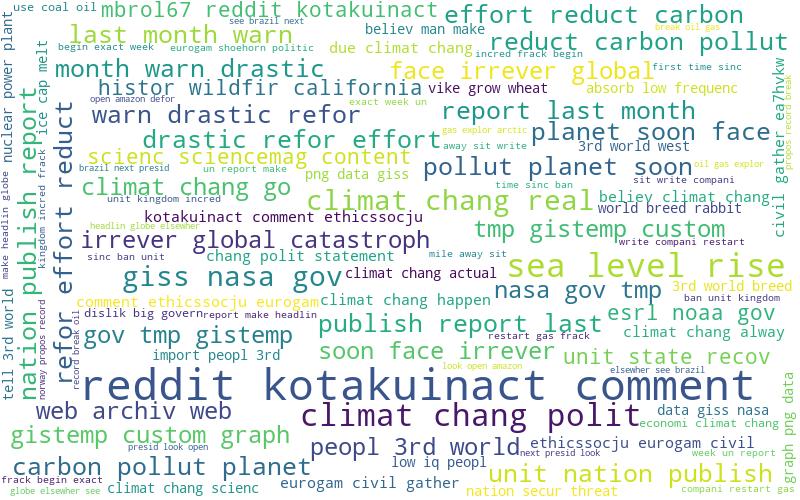 use coal oil
mbrol67 reddit kotakuinact
effort reduct carbon
see brazil next
last month warn
believ man make
reduct carbon pollut
break oil gas
begin exact week
eurogam shoehorn politic
due climat chang
incred frack begin
month warn drastic
face irrever global
first time sinc
histor wildfir california
vike grow wheat
absorb low frequenc
open amazon defor
exact week un
warn drastic refor
report last month
gas explor arctic
planet soon face
drastic refor effort
away sit write
3rd world west
scienc sciencemag content
pollut planet soon
oil gas explor
brazil next presid
un report make
png data giss
sit write compani
climat chang go
time sinc ban
climat chang real
believ climat chang
unit kingdom incred
world breed rabbit
kotakuinact comment ethicssocju
headlin globe elsewher
tmp gistemp custom
irrever global catastroph
write compani restart
sinc ban unit
chang polit statement
mile away sit
giss nasa gov
climat chang actual
sea level rise
nasa gov tmp
3rd world breed
comment ethicssocju eurogam
climat chang happen
ban unit kingdom
dislik big govern
report make headlin
publish report last
esrl noaa gov
gov tmp gistemp
restart gas frack
climat chang alway
import peopl 3rd
soon face irrever
unit state recov
look open amazon
elsewher see brazil
reddit kotakuinact comment
web archiv web
climat chang polit
data giss nasa
economi climat chang
gistemp custom graph
presid look open
peopl 3rd world
ethicssocju eurogam civil
next presid look
week un report
carbon pollut planet
low iq peopl
unit nation publish
frack begin exact
eurogam civil gather
globe elsewher see
climat chang scienc
nation secur threat
compani restart gas
nuclear power plant
make headlin globe
tell 3rd world
nation publish report
ice cap melt
kingdom incred frack
norway propos record
refor effort reduct
record break oil
civil gather ea7hvkw
propos record break
graph png data